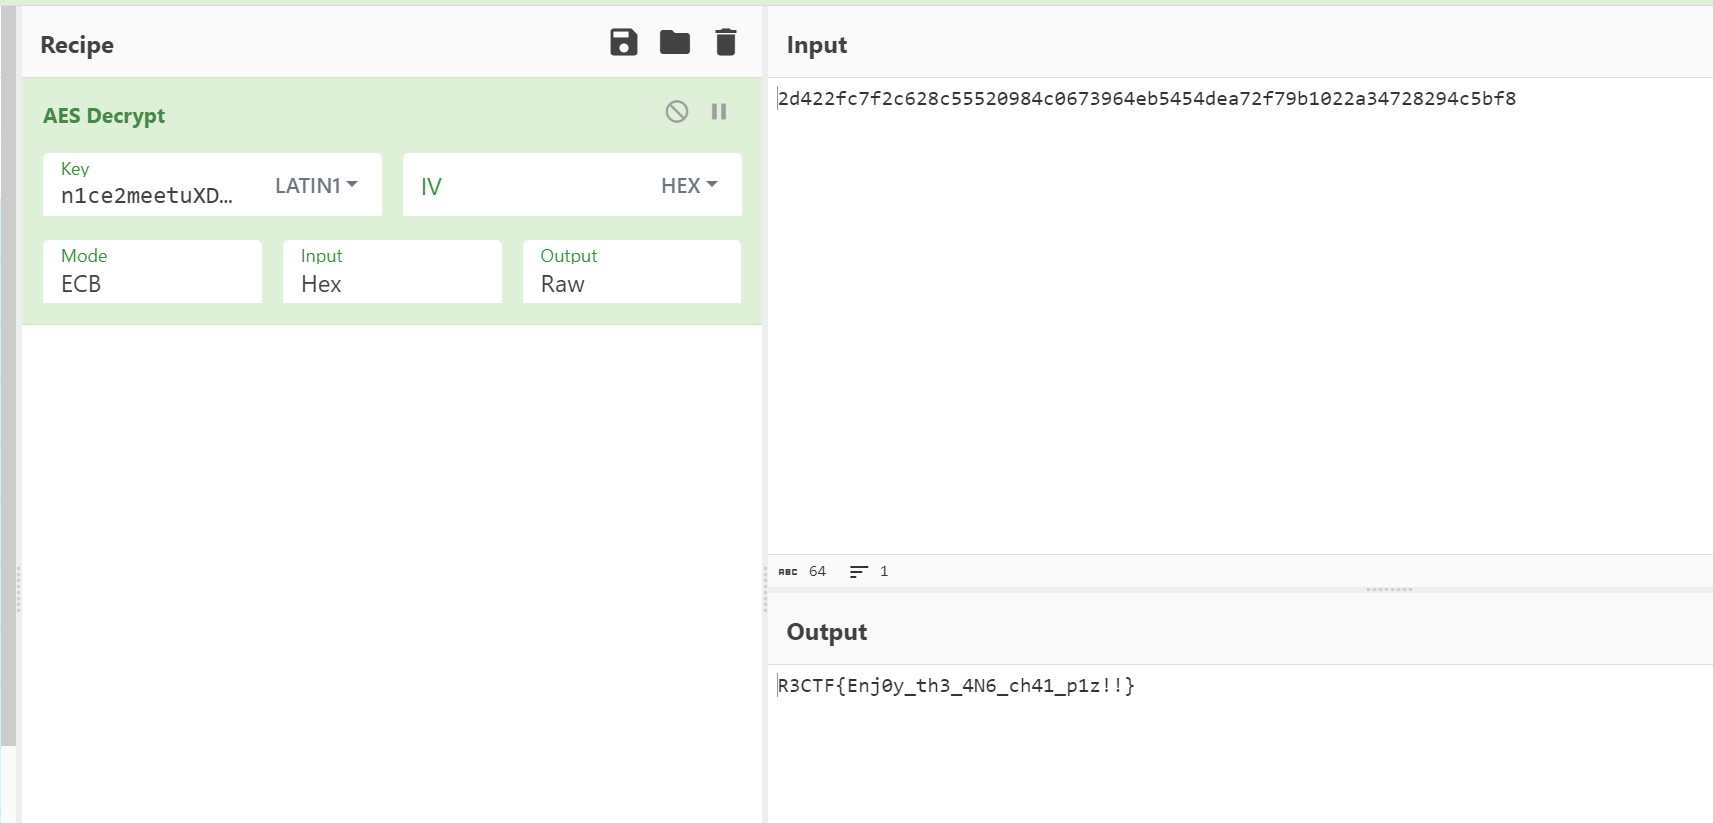 Recipe
AES Decrypt
Key
n1ce2meetuXD…
LATIN1
IV
HEX
Mode
ECB
Input
Hex
Output
Raw
Input
2d422fc7f2c628c55520984c0673964eb5454dea72f79b1022a34728294c5bf8
ABC 64 1
Output
R3CTF{Enj0y_th3_4N6_ch41_p1z!!}